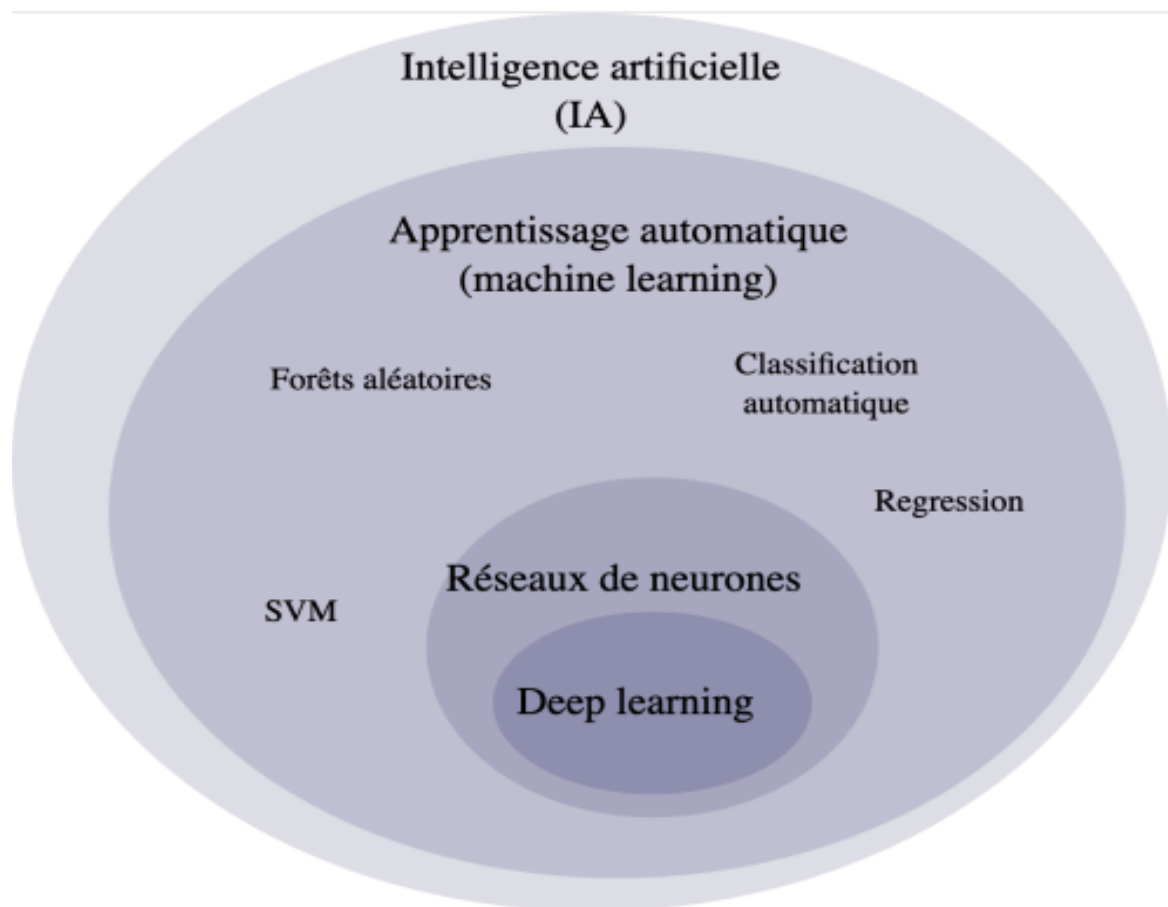 Intelligence artificielle
(IA)
Apprentissage automatique
(machine learning)
Forêts aléatoires
Classification
automatique
Regression
Réseaux de neurones
SVM
Deep learning